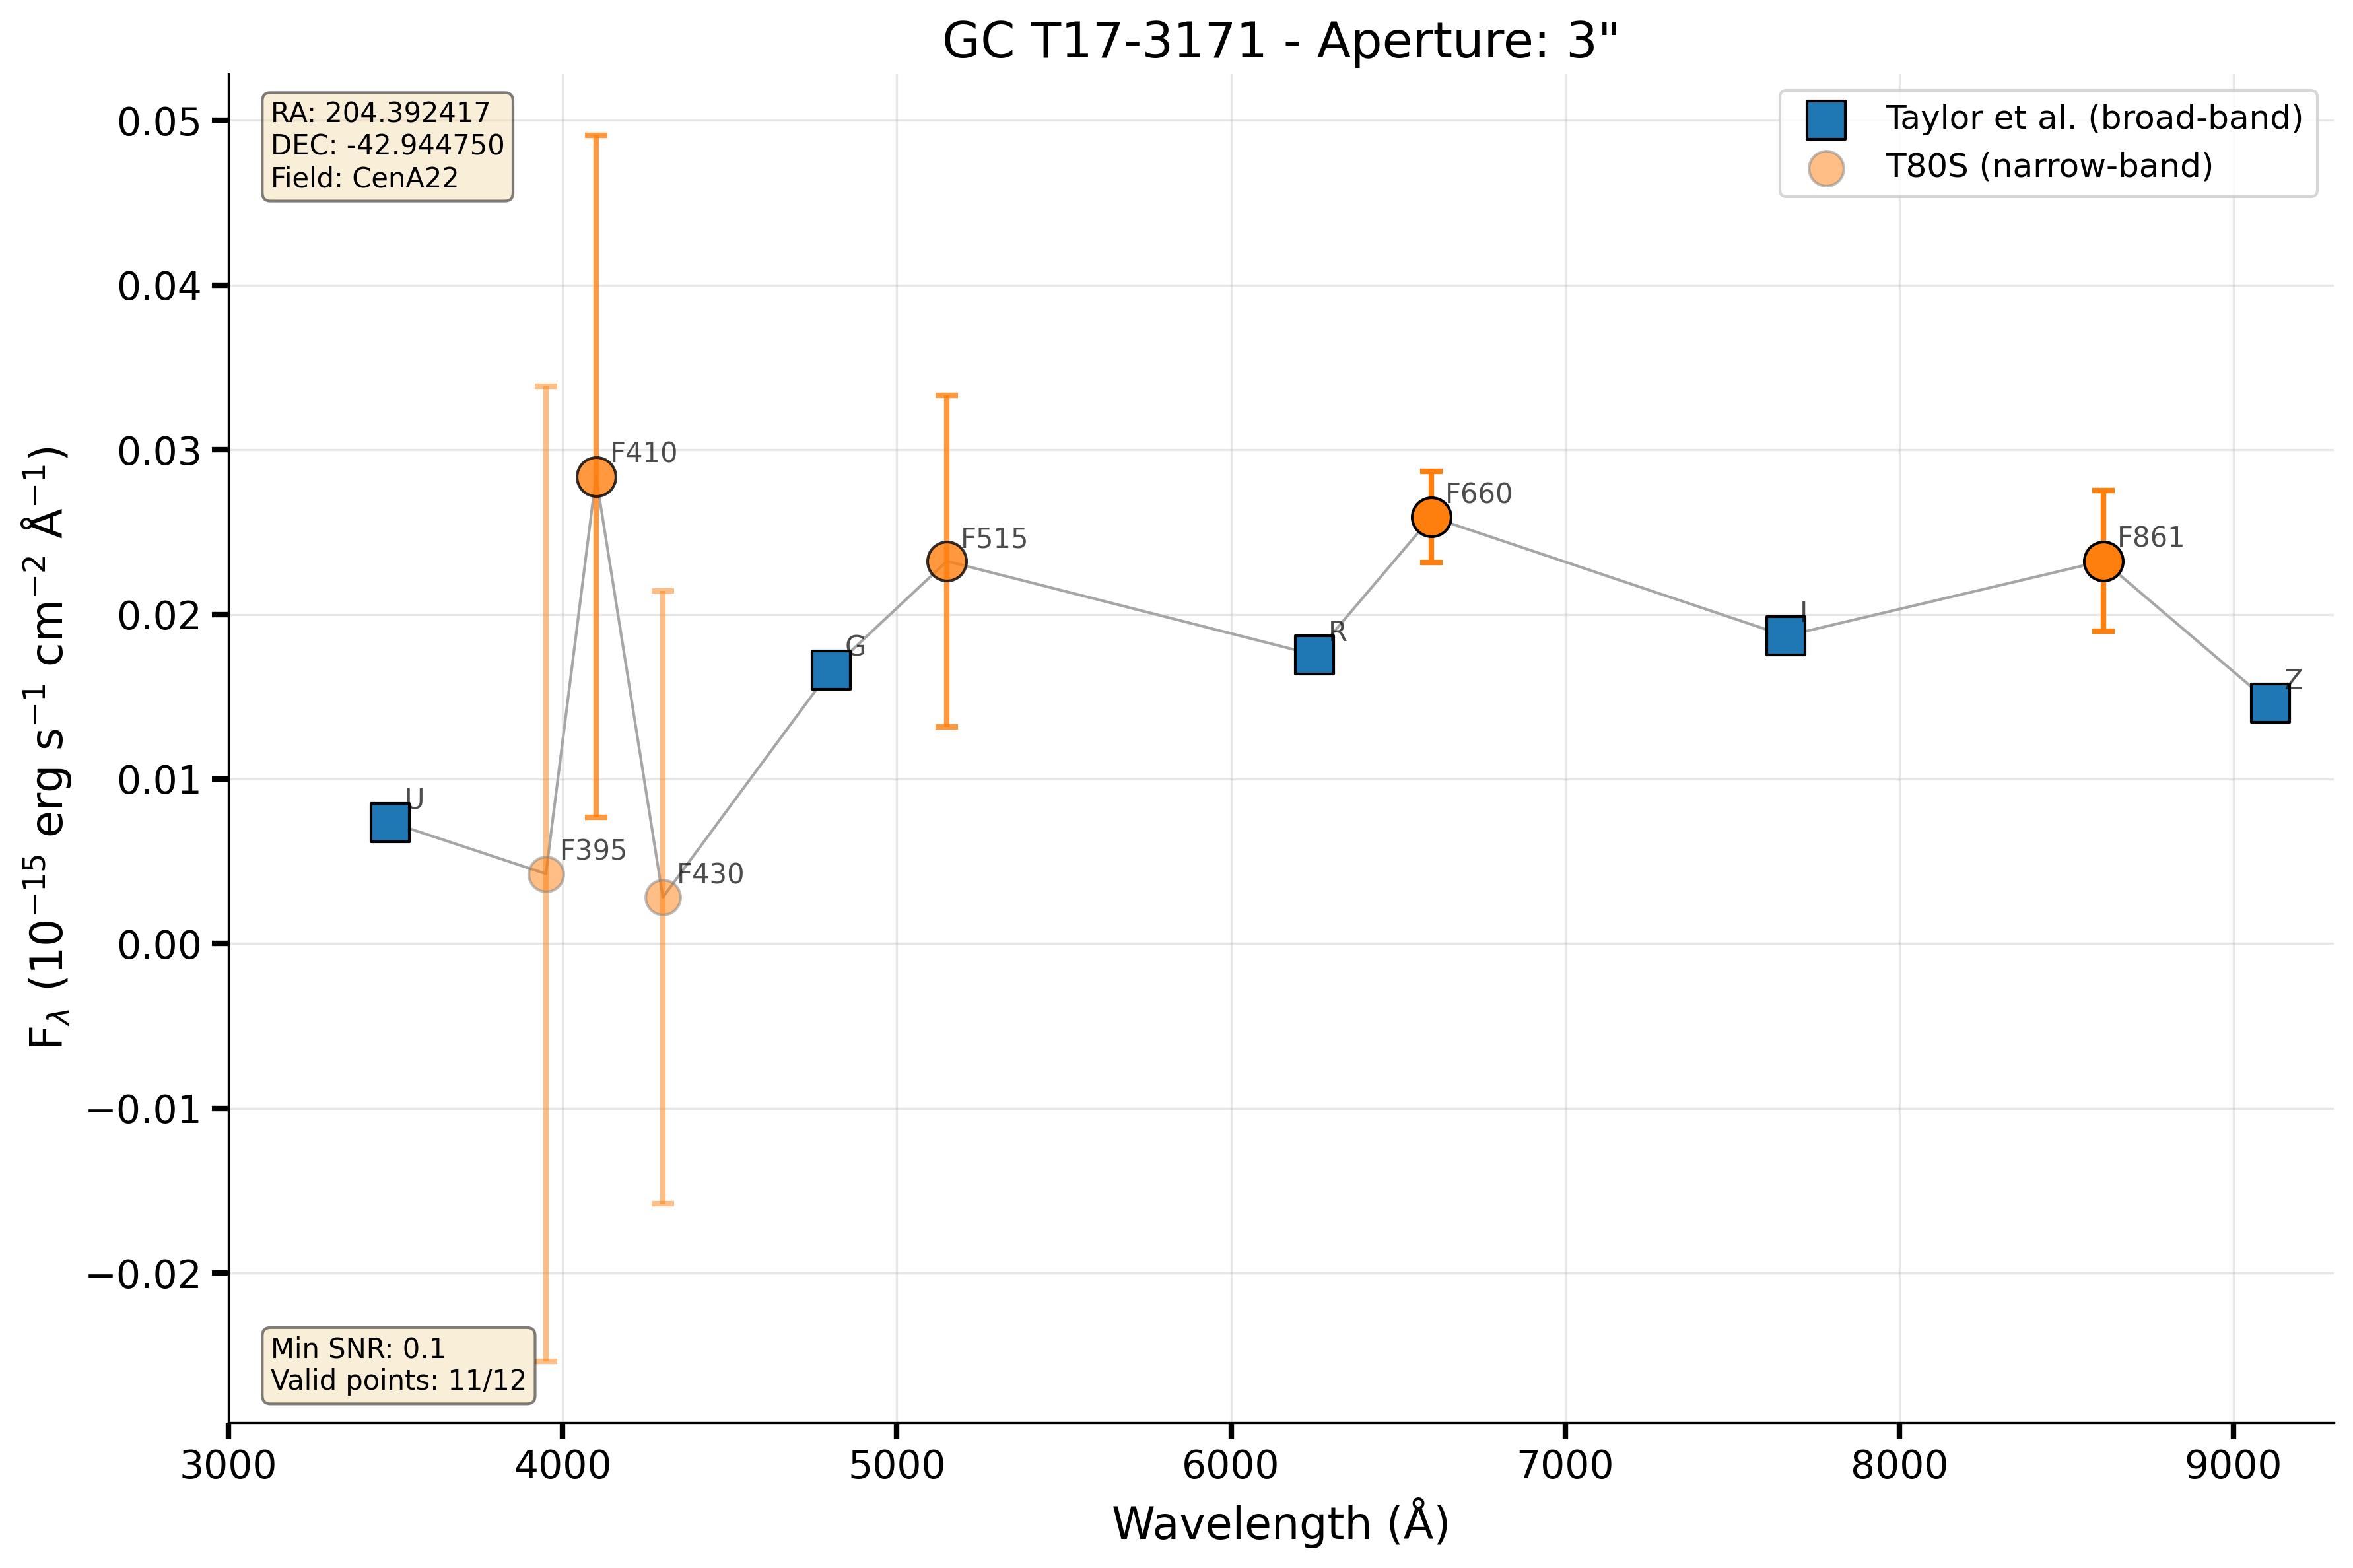 GC T17-3171 - Aperture: 3"
RA: 204.392417
DEC: -42.944750
Field: CenA22
Taylor et al. (broad-band)
T80S (narrow-band)
0.05
0.04
0.03
0.02
0.01
0.00
−0.01
−0.02
F$_λ$ (10$^{−15}$ erg s$^{−1}$ cm$^{−2}$ Å$^{−1}$)
U
F395
F410
F430
G
F515
R
F660
I
F861
Z
Min SNR: 0.1
Valid points: 11/12
3000
4000
5000
6000
7000
8000
9000
Wavelength (Å)